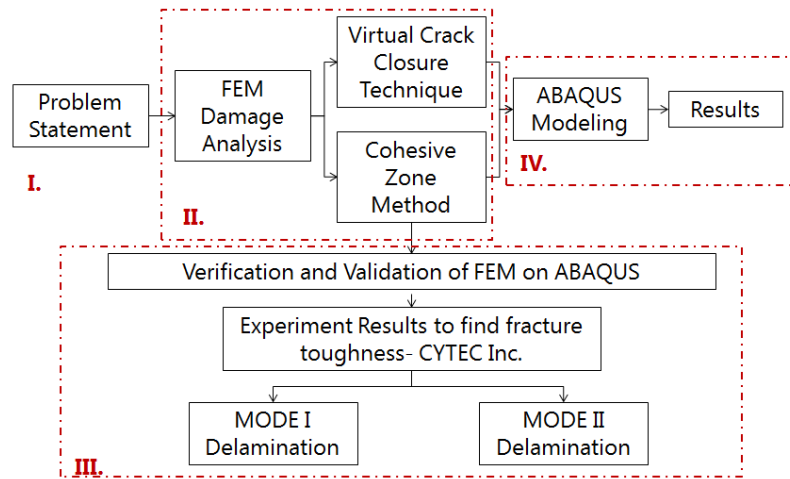 Problem
Statement
I.
FEM
Damage
Analysis
II.
Virtual Crack
Closure
Technique
Cohesive
Zone
Method
ABAQUS
Modeling
Results
IV.
Verification and Validation of FEM on ABAQUS
Experiment Results to find fracture
toughness- CYTEC Inc.
MODE I
Delamination
MODE II
Delamination
III.